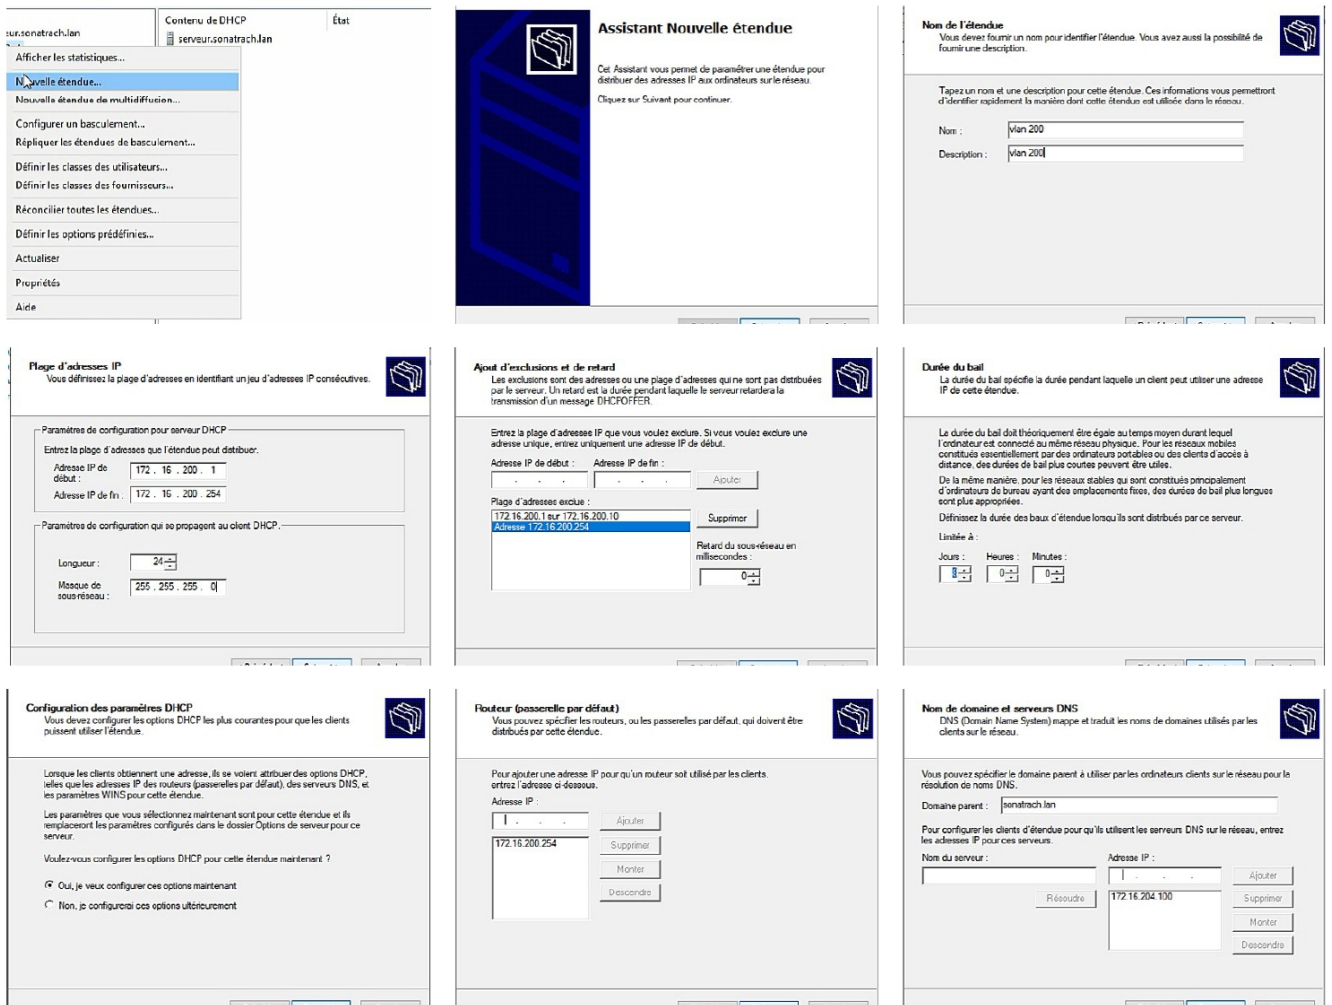 Contenu de DHCP
État
serveur.sonatrach.lan
Afficher les statistiques...
Nouvelle étendue...
Nouvelle étendue de multidiffusion...
Configurer un basculement...
Répliquer les étendues de basculement...
Définir les classes des utilisateurs...
Définir les classes des fournisseurs...
Réconcilier toutes les étendues...
Définir les options prédéfinies...
Actualiser
Propriétés
Aide
Assistant Nouvelle étendue
Cet Assistant vous permet de paramétrer une étendue pour
distribuer des adresses IP aux ordinateurs sur le réseau.
Cliquez sur Suivant pour continuer.
Nom de l'étendue
Vous devez fournir un nom pour identifier l'étendue. Vous avez aussi la possibilité de
fournir une description.
Tapez un nom et une description pour cette étendue. Ces informations vous permettront
d'identifier rapidement la manière dont cette étendue est utilisée dans le réseau.
Nom : vlan 200
Description : vlan 200
Plage d'adresses IP
Vous définissez la plage d'adresses en identifiant un jeu d'adresses IP consécutives.
Paramètres de configuration pour serveur DHCP
Entrez la plage d'adresses que l'étendue peut distribuer.
Adresse IP de
début : 172 . 16 . 200 . 1
Adresse IP de fin : 172 . 16 . 200 . 254
Paramètres de configuration qui se propagent au client DHCP.
Longueur : 24
Masque de
sous-réseau : 255 . 255 . 255 . 0
Ajout d'exclusions et de retard
Les exclusions sont des adresses ou une plage d'adresses qui ne sont pas distribuées
par le serveur. Un retard est la durée pendant laquelle le serveur retardera la
transmission d'un message DHCPOFFER.
Entrez la plage d'adresses IP que vous voulez exclure. Si vous voulez exclure une
adresse unique, entrez uniquement une adresse IP de début.
Adresse IP de début : Adresse IP de fin :
Ajouter
Plage d'adresses exclue :
172.16.200.1 sur 172.16.200.10
Adresse 172.16.200.254
Supprimer
Retard du sous-réseau en
millisecondes :
0
Durée du bail
La durée du bail spécifie la durée pendant laquelle un client peut utiliser une adresse
IP de cette étendue.
La durée du bail doit théoriquement être égale au temps moyen durant lequel
l'ordinateur est connecté au même réseau physique. Pour les réseaux mobiles
constitués essentiellement par des ordinateurs portables ou des clients d'accès à
distance, des durées de bail plus courtes peuvent être utiles.
De la même manière, pour les réseaux stables qui sont constitués principalement
d'ordinateurs de bureau ayant des emplacements fixes, des durées de bail plus longues
sont plus appropriées.
Définissez la durée des baux d'étendue lorsqu'ils sont distribués par ce serveur.
Limitée à :
Jours : Heures : Minutes :
0 0
Configuration des paramètres DHCP
Vous devez configurer les options DHCP les plus courantes pour que les clients
puissent utiliser l'étendue.
Lorsque les clients obtiennent une adresse, ils se voient attribuer des options DHCP,
telles que les adresses IP des routeurs (passerelles par défaut), des serveurs DNS, et
les paramètres WINS pour cette étendue.
Les paramètres que vous sélectionnez maintenant sont pour cette étendue et ils
remplaceront les paramètres configurés dans le dossier Options de serveur pour ce
serveur.
Voulez-vous configurer les options DHCP pour cette étendue maintenant ?
Oui, je veux configurer ces options maintenant
Non, je configurerai ces options ultérieurement
Routeur (passerelle par défaut)
Vous pouvez spécifier les routeurs, ou les passerelles par défaut, qui doivent être
distribués par cette étendue.
Pour ajouter une adresse IP pour qu'un routeur soit utilisé par les clients.
entrez l'adresse ci-dessous.
Adresse IP :
Ajouter
172.16.200.254
Supprimer
Monter
Descendre
Nom de domaine et serveurs DNS
DNS (Domain Name System) mappe et traduit les noms de domaines utilisés par les
clients sur le réseau.
Vous pouvez spécifier le domaine parent à utiliser par les ordinateurs clients sur le réseau pour la
résolution de noms DNS.
Domaine parent : sonatrach.lan
Pour configurer les clients d'étendue pour qu'ils utilisent les serveurs DNS sur le réseau, entrez
les adresses IP pour ces serveurs.
Nom du serveur : Adresse IP :
Ajouter
Résoudre
172.16.204.100
Supprimer
Monter
Descendre